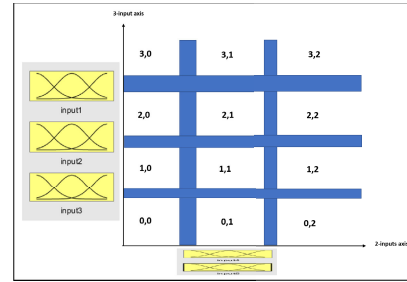 3-input axis
3,0 3,1 3,2
input1
2,0 2,1 2,2
input2
1,0 1,1 1,2
input3
0,0 0,1 0,2
2-inputs axis